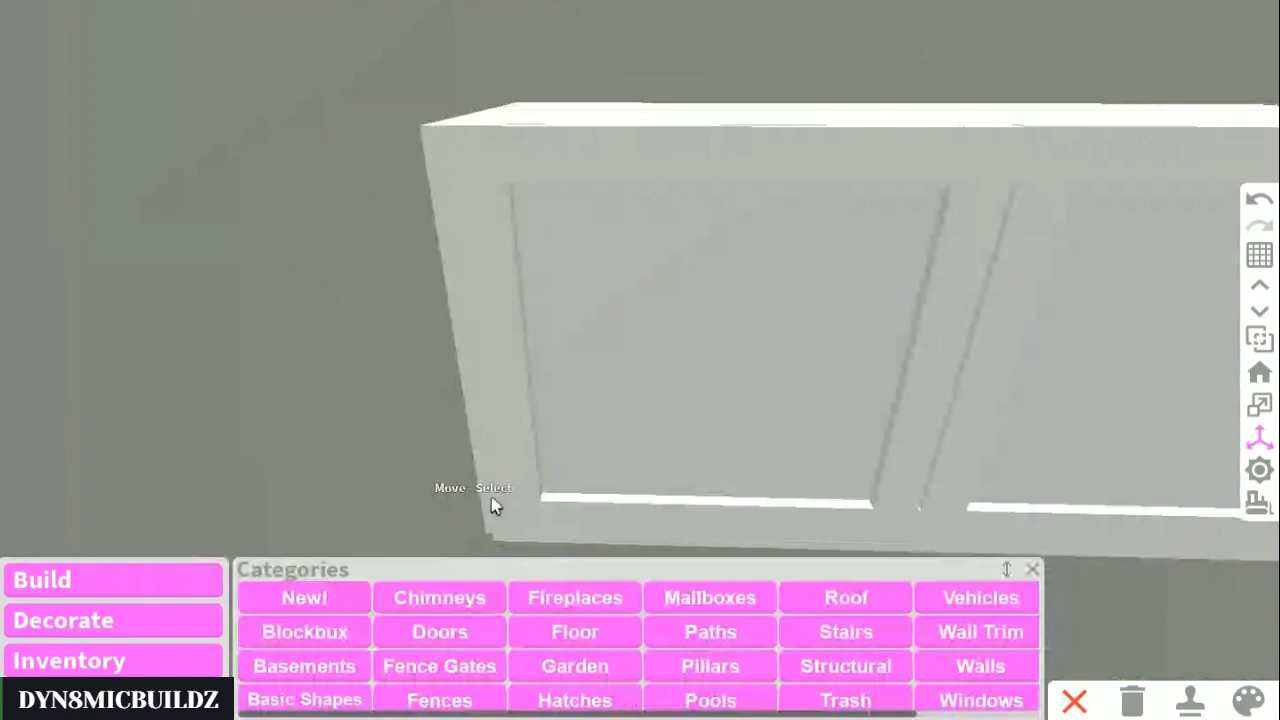 Move Select
Build
Decorate
Inventory
DYN8MICBUILDZ
Categories
New! Chimneys Fireplaces Mailboxes Roof Vehicles
Blockbux Doors Floor Paths Stairs Wall Trim
Basements Fence Gates Garden Pillars Structural Walls
Basic Shapes Fences Hatches Pools Trash Windows